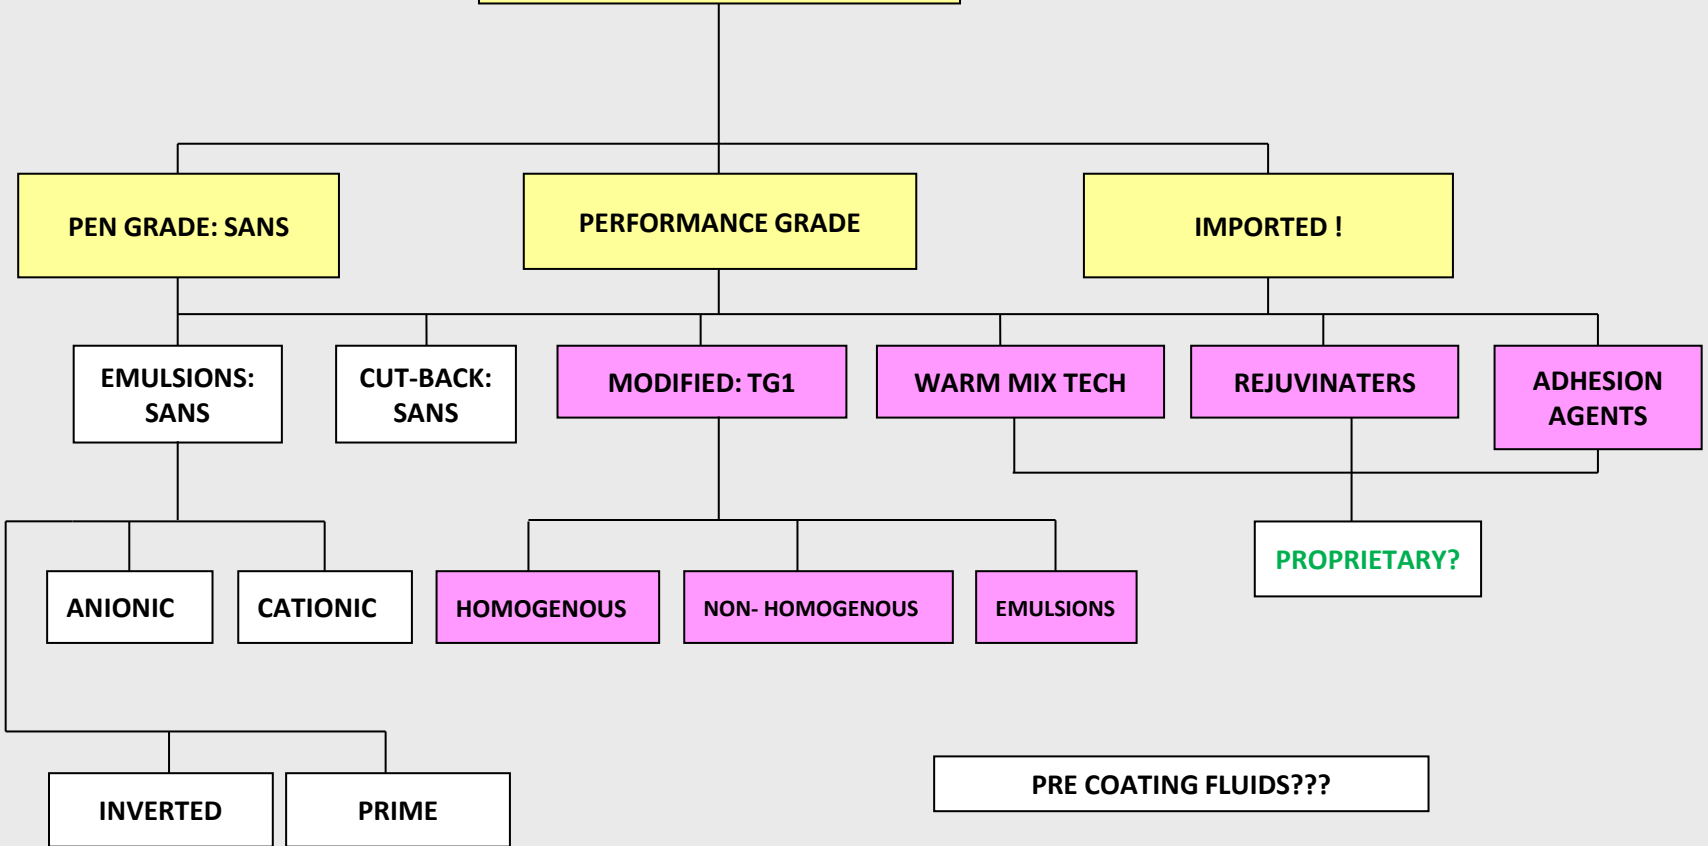 PEN GRADE: SANS
PERFORMANCE GRADE
IMPORTED !
EMULSIONS:
SANS
CUT-BACK:
SANS
MODIFIED: TG1
WARM MIX TECH
REJUVINATERS
ADHESION
AGENTS
PROPRIETARY?
ANIONIC
CATIONIC
HOMOGENOUS
NON- HOMOGENOUS
EMULSIONS
PRE COATING FLUIDS???
INVERTED
PRIME